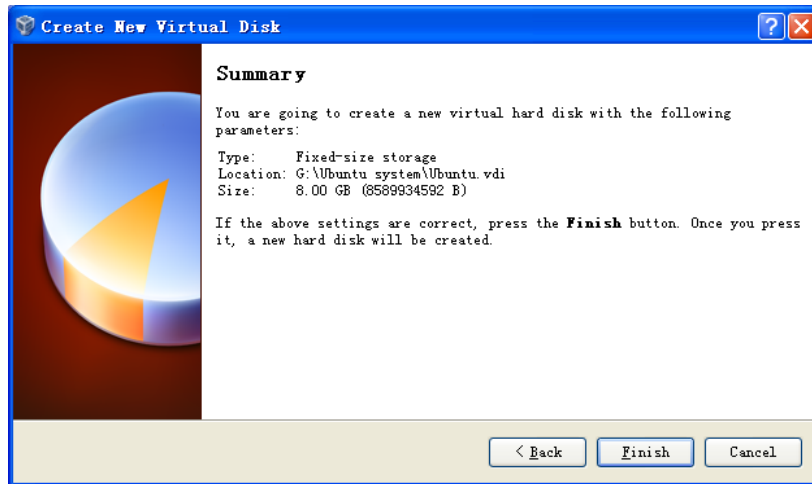 Create New Virtual Disk
Summary
You are going to create a new virtual hard disk with the following
parameters:
Type: Fixed-size storage
Location: G:\Ubuntu system\Ubuntu.vdi
Size: 8.00 GB (8589934592 B)
If the above settings are correct, press the Finish button. Once you press
it, a new hard disk will be created.
< Back Finish Cancel